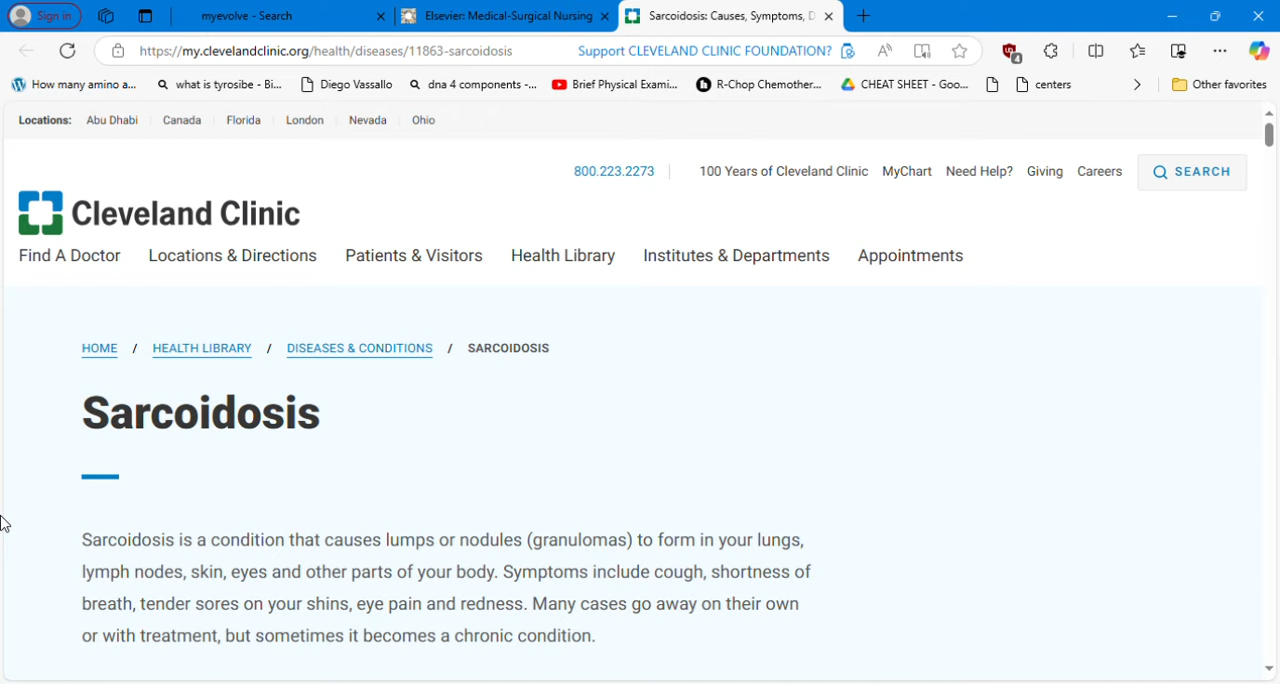 Sign in
myevolve - Search
Elsevier: Medical-Surgical Nursing
Sarcoidosis: Causes, Symptoms, D
https://my.clevelandclinic.org/health/diseases/11863-sarcoidosis
Support CLEVELAND CLINIC FOUNDATION?
4
How many amino a...
what is tyrosibe - Bi...
Diego Vassallo
dna 4 components -...
Brief Physical Exami...
R-Chop Chemother...
CHEAT SHEET - Goo...
centers
Other favorites
Locations: Abu Dhabi Canada Florida London Nevada Ohio
800.223.2273 100 Years of Cleveland Clinic MyChart Need Help? Giving Careers SEARCH
Cleveland Clinic
Find A Doctor Locations & Directions Patients & Visitors Health Library Institutes & Departments Appointments
HOME / HEALTH LIBRARY / DISEASES & CONDITIONS / SARCOIDOSIS
Sarcoidosis
Sarcoidosis is a condition that causes lumps or nodules (granulomas) to form in your lungs,
lymph nodes, skin, eyes and other parts of your body. Symptoms include cough, shortness of
breath, tender sores on your shins, eye pain and redness. Many cases go away on their own
or with treatment, but sometimes it becomes a chronic condition.